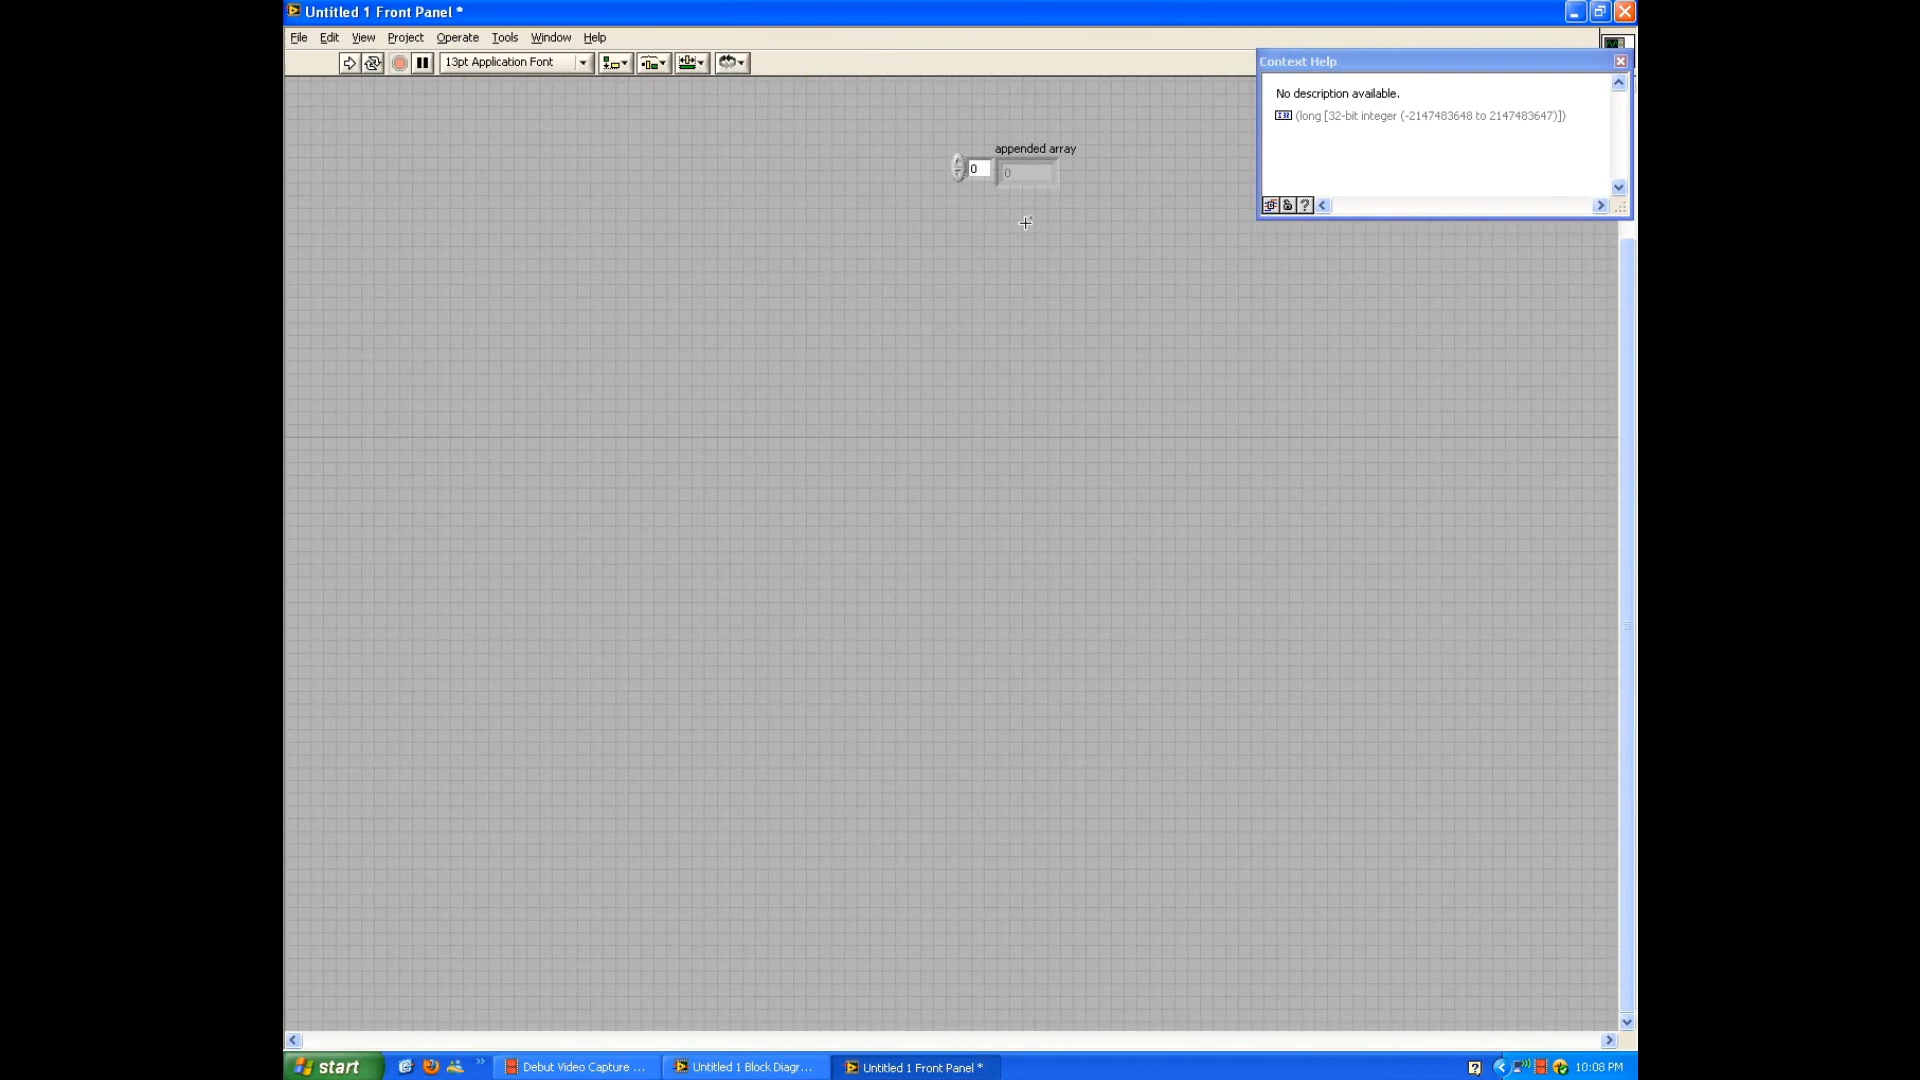 Untitled 1 Front Panel *
File Edit View Project Operate Tools Window Help
13pt Application Font
Context Help
No description available.
(long [32-bit integer (-2147483648 to 2147483647)])
?
appended array
0
0
start
Debut Video Capture ...
Untitled 1 Block Diagr...
Untitled 1 Front Panel *
10:08 PM